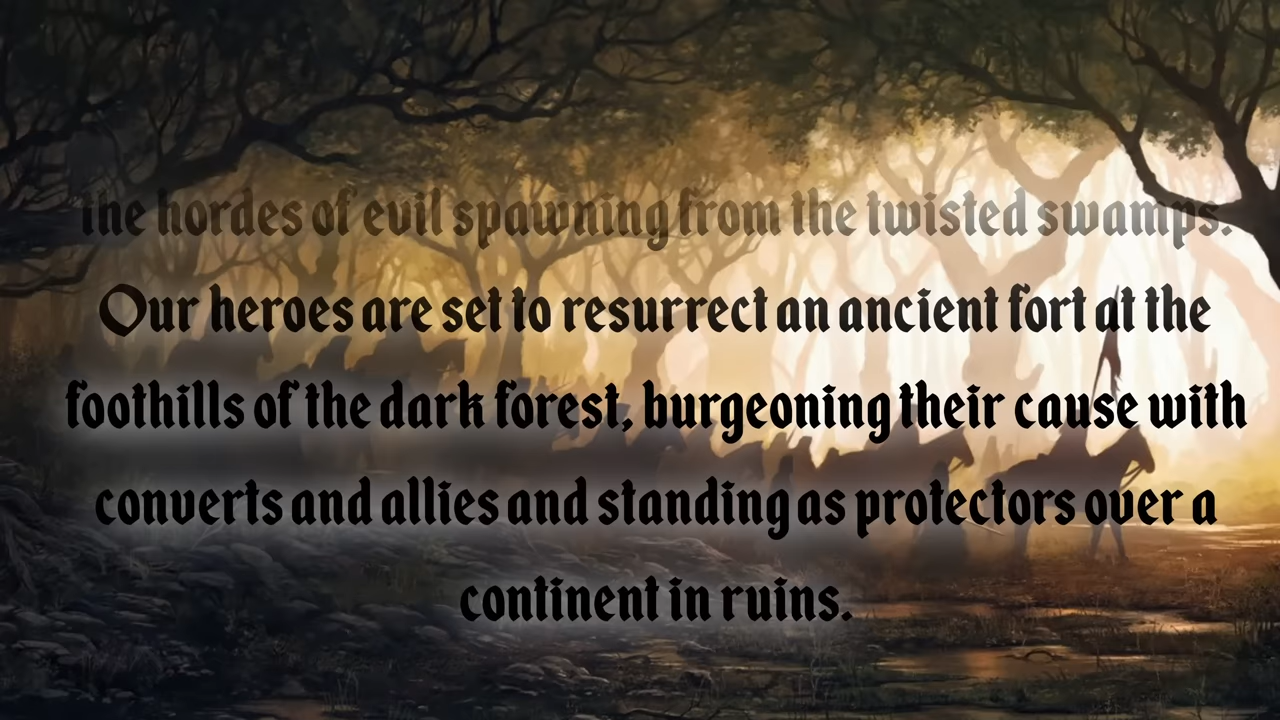 the hordes of evil spawning from the twisted swamps.
Our heroes are set to resurrect an ancient fort at the
foothills of the dark forest, burgeoning their cause with
converts and allies and standing as protectors over a
continent in ruins.